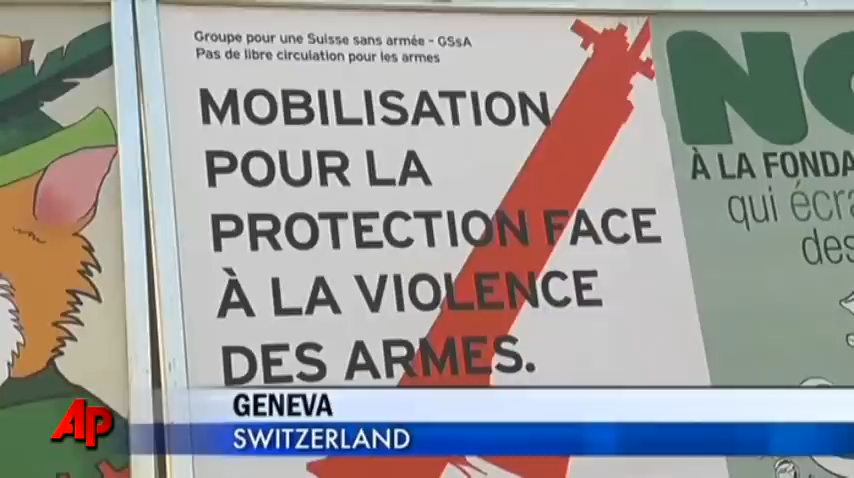 Groupe pour une Suisse sans armée - GSsA
Pas de libre circulation pour les armes
MOBILISATION
POUR LA
PROTECTION FACE
À LA VIOLENCE
DES ARMES.
À LA FONDA
qui écra
des
GENEVA
SWITZERLAND
AP